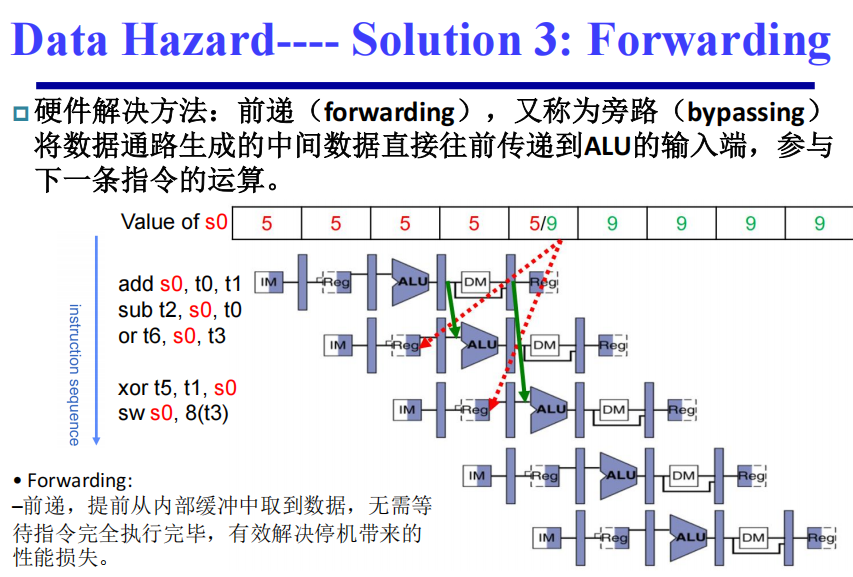 Data Hazard---- Solution 3: Forwarding
硬件解决方法：前递（forwarding），又称为旁路（bypassing）
将数据通路生成的中间数据直接往前传递到ALU的输入端，参与
下一条指令的运算。
Value of s0 5 5 5 5 5/9 9 9 9 9
add s0, t0, t1
sub t2, s0, t0
or t6, s0, t3
xor t5, t1, s0
sw s0, 8(t3)
instruction sequence
IM Reg ALU DM Reg
IM Reg ALU DM Reg
IM Reg ALU DM Reg
IM Reg ALU DM Reg
IM Reg ALU DM Reg
• Forwarding:
–前递，提前从内部缓冲中取到数据，无需等
待指令完全执行完毕，有效解决停机带来的
性能损失。